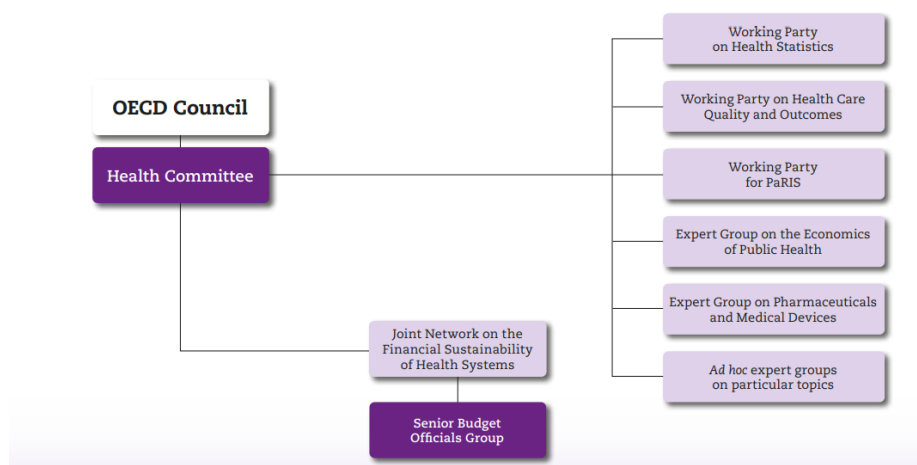 OECD Council
Health Committee
Working Party
on Health Statistics
Working Party on Health Care
Quality and Outcomes
Working Party
for PaRIS
Expert Group on the Economics
of Public Health
Expert Group on Pharmaceuticals
and Medical Devices
Ad hoc expert groups
on particular topics
Joint Network on the
Financial Sustainability
of Health Systems
Senior Budget
Officials Group